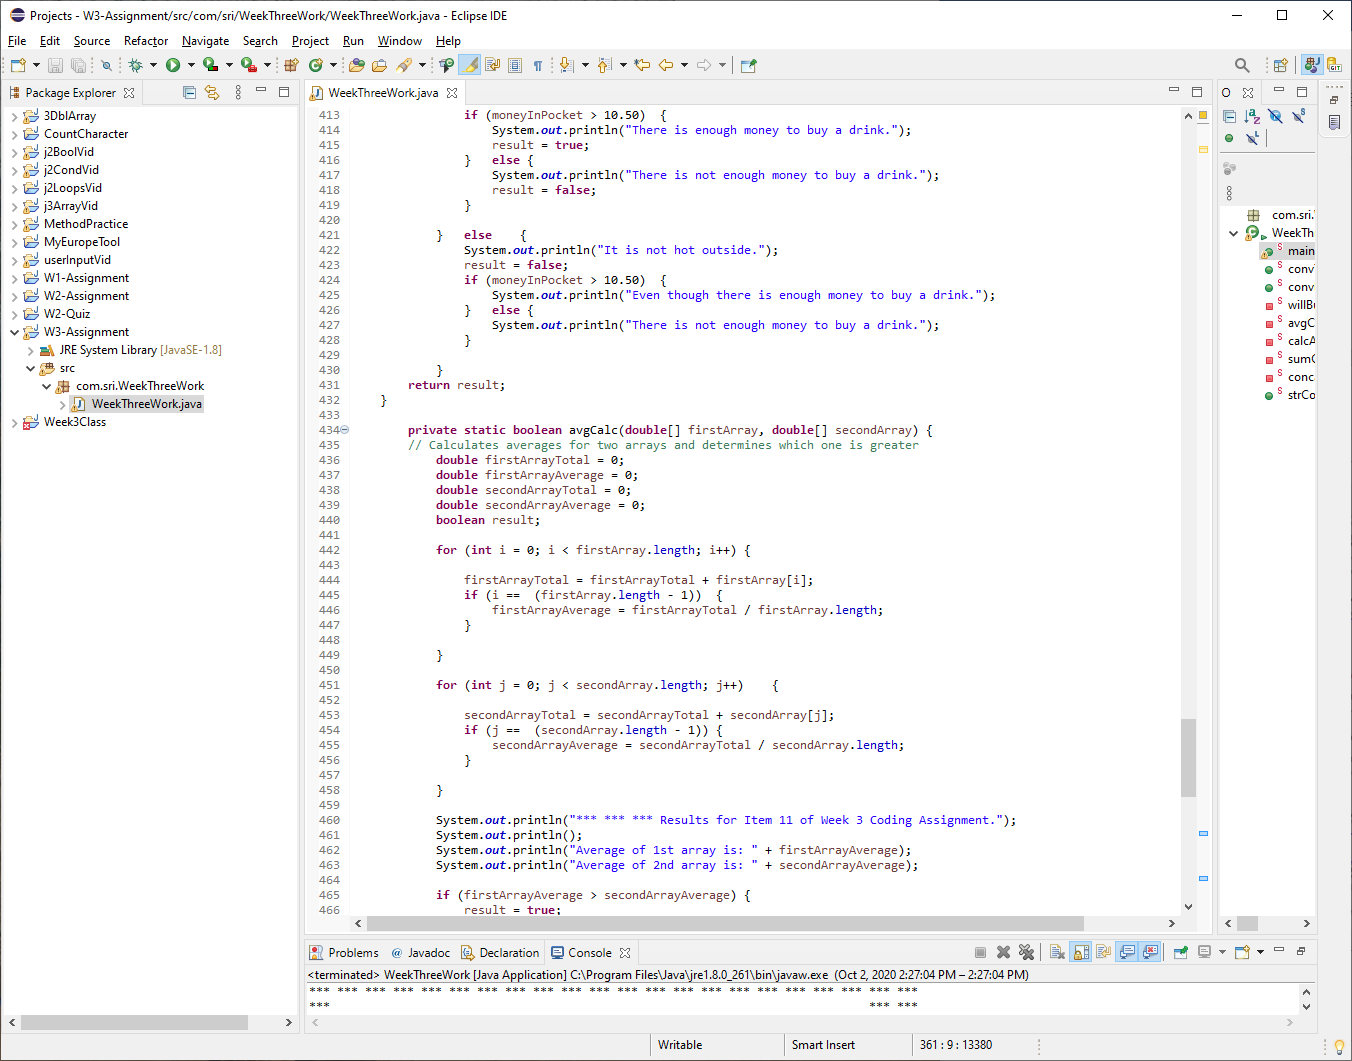 Projects - W3-Assignment/src/com/sri/WeekThreeWork/WeekThreeWork.java - Eclipse IDE
File Edit Source Refactor Navigate Search Project Run Window Help
Package Explorer
3DblArray
CountCharacter
j2BoolVid
j2CondVid
j2LoopsVid
j3ArrayVid
MethodPractice
MyEuropeTool
userInputVid
W1-Assignment
W2-Assignment
W2-Quiz
W3-Assignment
JRE System Library [JavaSE-1.8]
src
com.sri.WeekThreeWork
WeekThreeWork.java
Week3Class
WeekThreeWork.java
413 if (moneyInPocket > 10.50) {
414 System.out.println("There is enough money to buy a drink.");
415 result = true;
416 } else {
417 System.out.println("There is not enough money to buy a drink.");
418 result = false;
419 }
420
421 } else {
422 System.out.println("It is not hot outside.");
423 result = false;
424 if (moneyInPocket > 10.50) {
425 System.out.println("Even though there is enough money to buy a drink.");
426 } else {
427 System.out.println("There is not enough money to buy a drink.");
428 }
429
430 }
431 return result;
432 }
433
434 private static boolean avgCalc(double[] firstArray, double[] secondArray) {
435 // Calculates averages for two arrays and determines which one is greater
436 double firstArrayTotal = 0;
437 double firstArrayAverage = 0;
438 double secondArrayTotal = 0;
439 double secondArrayAverage = 0;
440 boolean result;
441
442 for (int i = 0; i < firstArray.length; i++) {
443
444 firstArrayTotal = firstArrayTotal + firstArray[i];
445 if (i == (firstArray.length - 1)) {
446 firstArrayAverage = firstArrayTotal / firstArray.length;
447 }
448
449 }
450
451 for (int j = 0; j < secondArray.length; j++) {
452
453 secondArrayTotal = secondArrayTotal + secondArray[j];
454 if (j == (secondArray.length - 1)) {
455 secondArrayAverage = secondArrayTotal / secondArray.length;
456 }
457
458 }
459
460 System.out.println("*** *** *** Results for Item 11 of Week 3 Coding Assignment.");
461 System.out.println();
462 System.out.println("Average of 1st array is: " + firstArrayAverage);
463 System.out.println("Average of 2nd array is: " + secondArrayAverage);
464
465 if (firstArrayAverage > secondArrayAverage) {
466 result = true;
O
com.sri.
WeekTh
main
conv
conv
willBu
avgC
calcA
sumC
conca
strCo
Problems @ Javadoc Declaration Console
<terminated> WeekThreeWork [Java Application] C:\Program Files\Java\jre1.8.0_261\bin\javaw.exe (Oct 2, 2020 2:27:04 PM – 2:27:04 PM)
*** *** *** *** *** *** *** *** *** *** *** *** *** *** *** *** *** *** *** *** *** ***
*** *** ***
Writable Smart Insert 361 : 9 : 13380